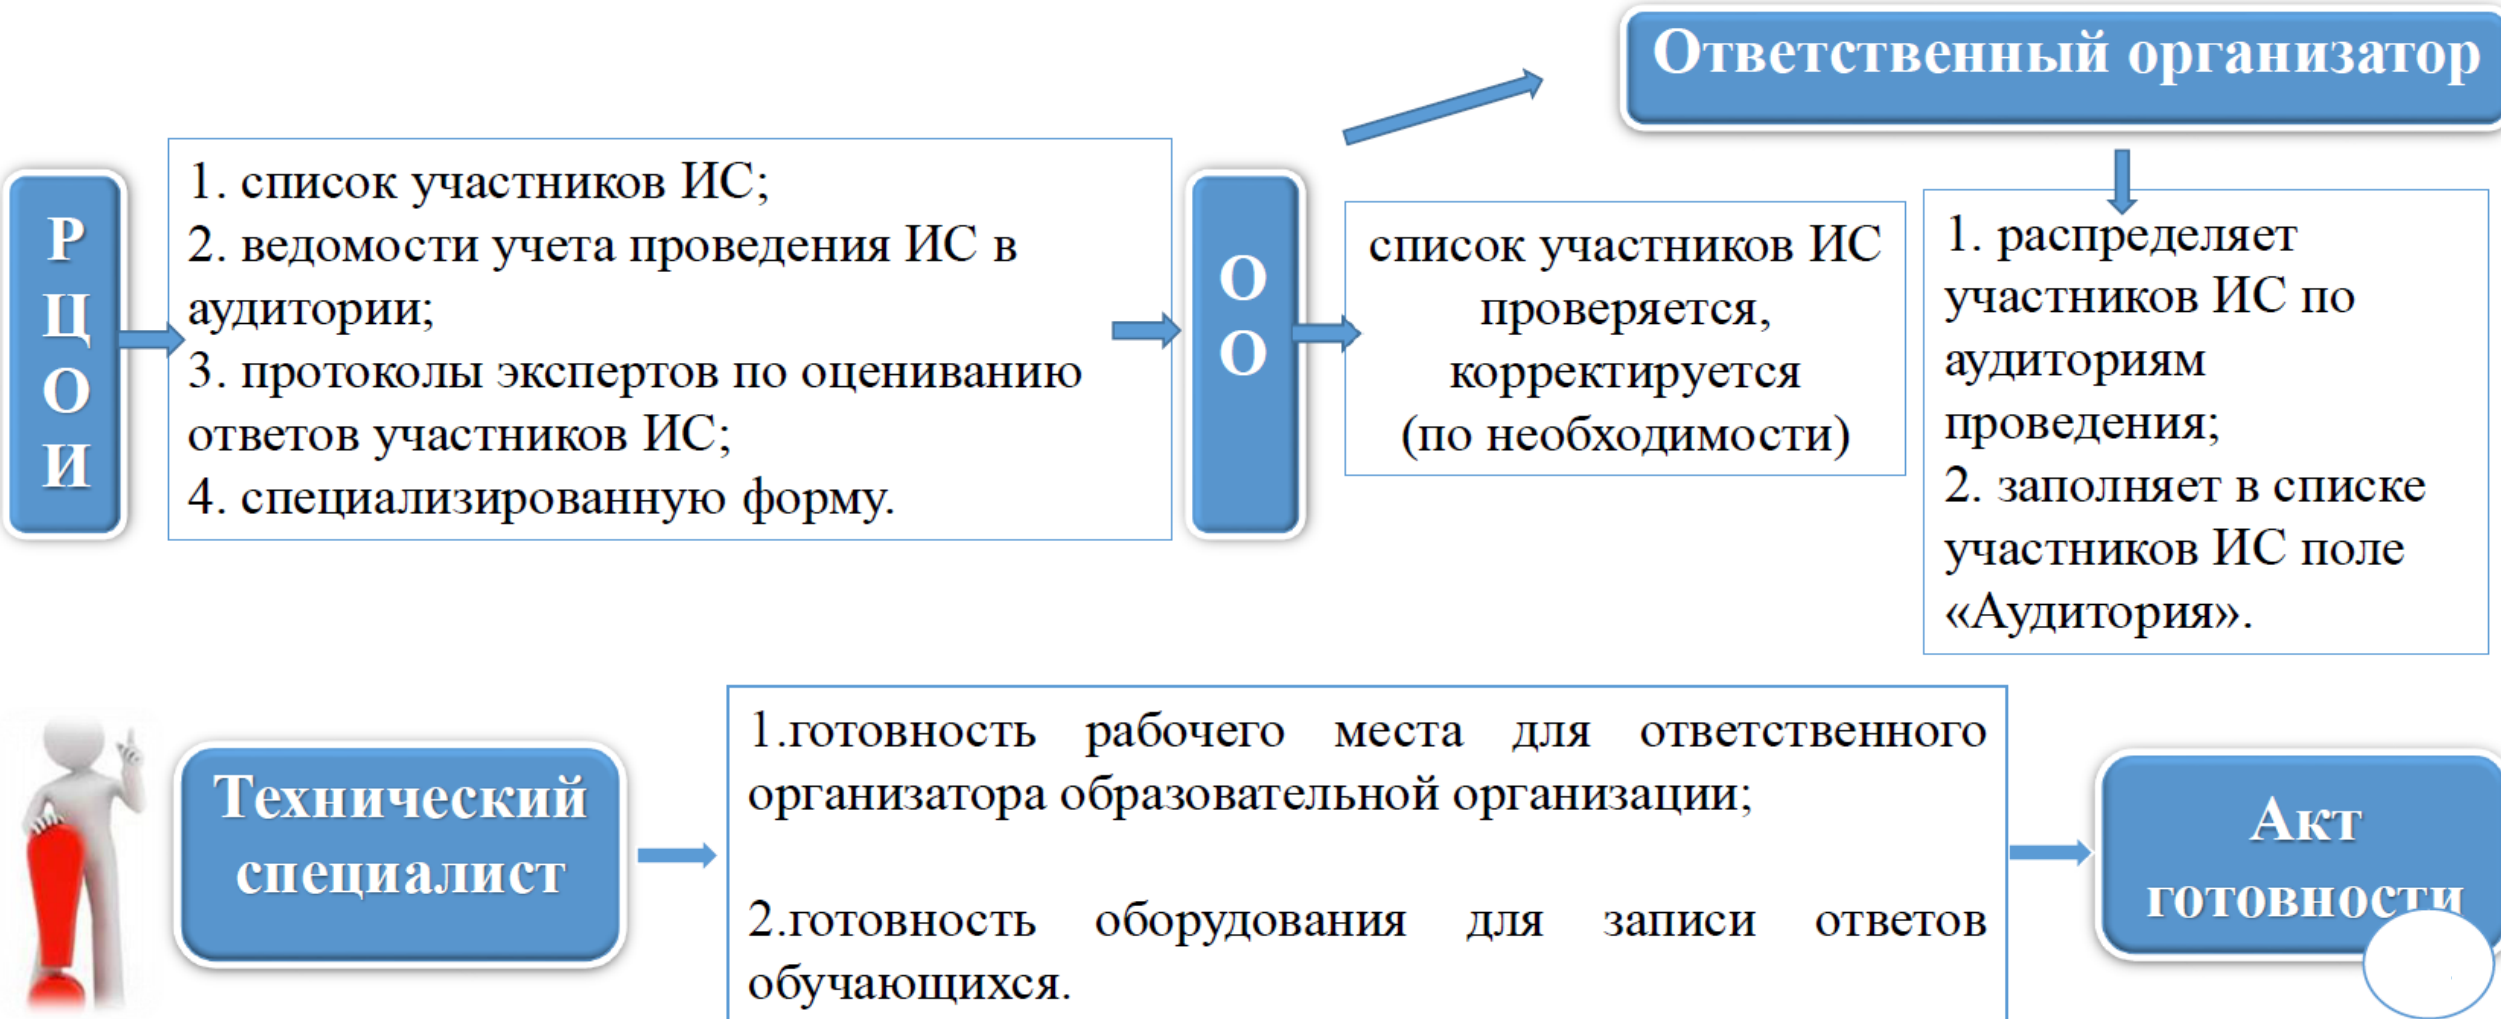 Ответственный организатор
РЦОИ
1. список участников ИС;
2. ведомости учета проведения ИС в
аудитории;
3. протоколы экспертов по оцениванию
ответов участников ИС;
4. специализированную форму.
ОО
список участников ИС
проверяется,
корректируется
(по необходимости)
1. распределяет
участников ИС по
аудиториям
проведения;
2. заполняет в списке
участников ИС поле
«Аудитория».
Технический
специалист
1.готовность рабочего места для ответственного
организатора образовательной организации;
2.готовность оборудования для записи ответов
обучающихся.
Акт
готовности